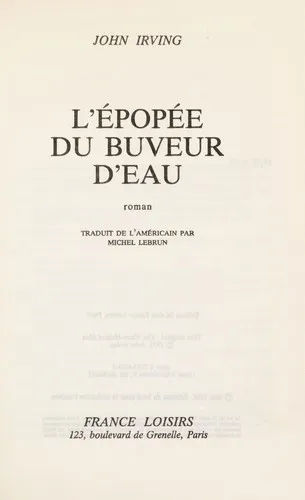 JOHN IRVING
L'ÉPOPÉE
DU BUVEUR
D'EAU
roman
TRADUIT DE L'AMÉRICAIN PAR
MICHEL LEBRUN
FRANCE LOISIRS
123, boulevard de Grenelle, Paris